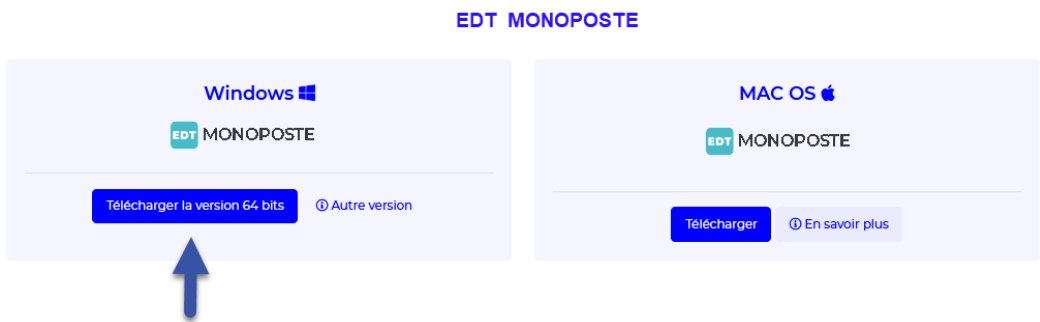 EDT MONOPOSTE
Windows
EDT MONOPOSTE
Télécharger la version 64 bits
Autre version
MAC OS
EDT MONOPOSTE
Télécharger
En savoir plus